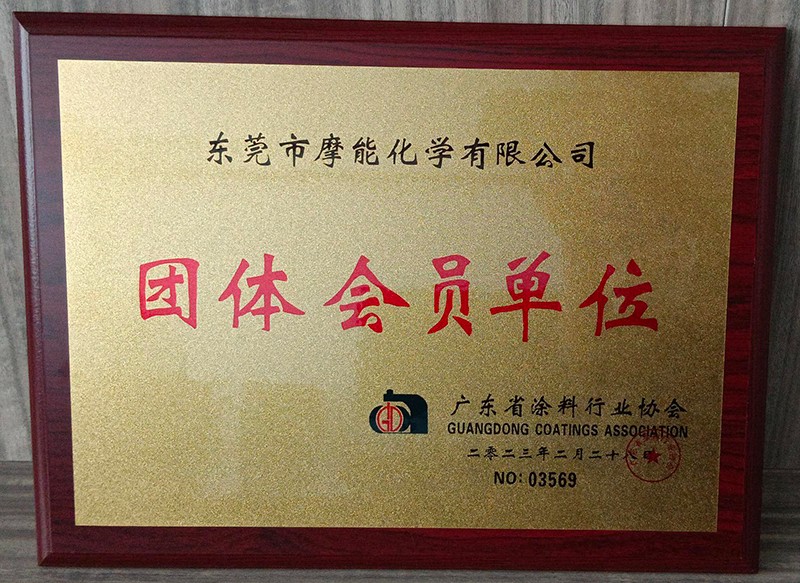 东莞市摩能化学有限公司
团体会员单位
广东省涂料行业协会
GUANGDONG COATINGS ASSOCIATION
二零二三年二月二十八日
NO: 03569